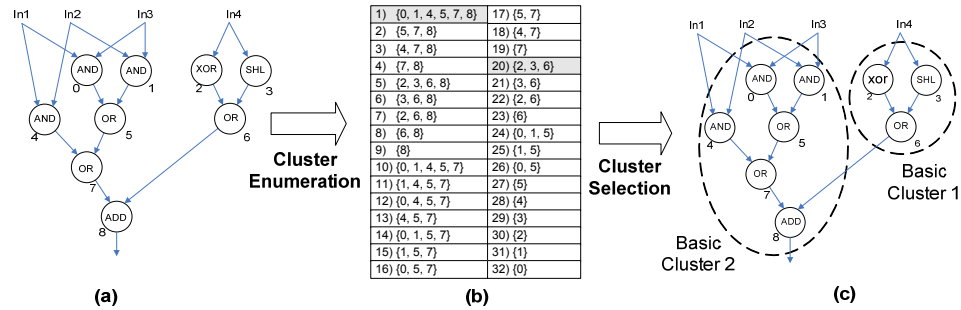 In1 In2 In3 In4
AND AND XOR SHL
0 1 2 3
AND OR OR
4 5 6
OR
7
ADD
8
(a)
Cluster
Enumeration
1) {0, 1, 4, 5, 7, 8} 17) {5, 7}
2) {5, 7, 8} 18) {4, 7}
3) {4, 7, 8} 19) {7}
4) {7, 8} 20) {2, 3, 6}
5) {2, 3, 6, 8} 21) {3, 6}
6) {3, 6, 8} 22) {2, 6}
7) {2, 6, 8} 23) {6}
8) {6, 8} 24) {0, 1, 5}
9) {8} 25) {1, 5}
10) {0, 1, 4, 5, 7} 26) {0, 5}
11) {1, 4, 5, 7} 27) {5}
12) {0, 4, 5, 7} 28) {4}
13) {4, 5, 7} 29) {3}
14) {0, 1, 5, 7} 30) {2}
15) {1, 5, 7} 31) {1}
16) {0, 5, 7} 32) {0}
(b)
Cluster
Selection
In1 In2 In3 In4
AND AND xor SHL
0 1 2 3
AND OR OR
4 5 6
OR
7
ADD
8
Basic
Cluster 1
Basic
Cluster 2
(c)